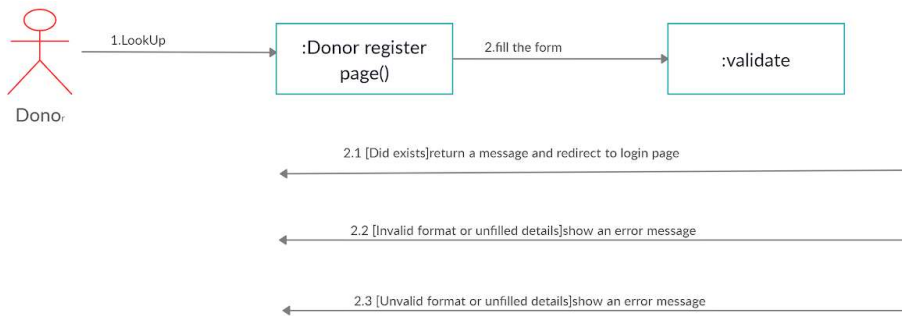 1.LookUp
:Donor register
page()
2.fill the form
:validate
Donor
2.1 [Did exists]return a message and redirect to login page
2.2 [Invalid format or unfilled details]show an error message
2.3 [Unvalid format or unfilled details]show an error message